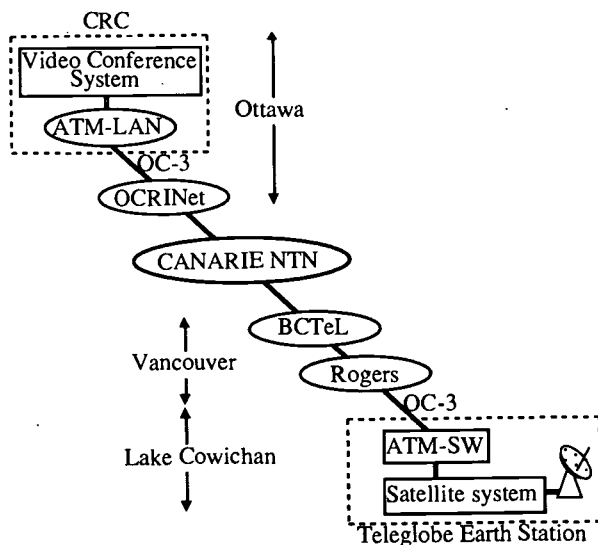 CRC
Video Conference
System
Ottawa
ATM-LAN
OC-3
OCRINet
CANARIE NTN
BCTeL
Vancouver
Rogers
OC-3
ATM-SW
Lake Cowichan
Satellite system
Teleglobe Earth Station